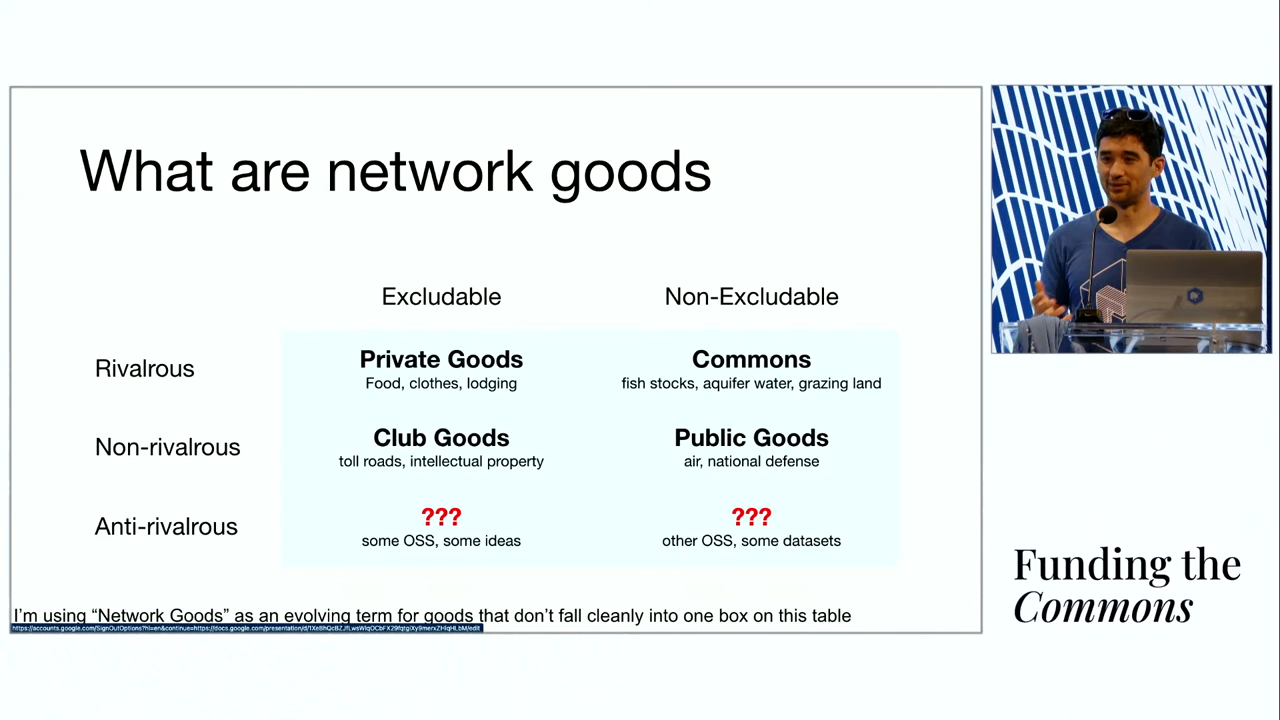 What are network goods
Excludable Non-Excludable
Rivalrous
Private Goods Commons
Food, clothes, lodging fish stocks, aquifer water, grazing land
Non-rivalrous
Club Goods Public Goods
toll roads, intellectual property air, national defense
Anti-rivalrous
??? ???
some OSS, some ideas other OSS, some datasets
I'm using “Network Goods” as an evolving term for goods that don't fall cleanly into one box on this table
Funding the
Commons